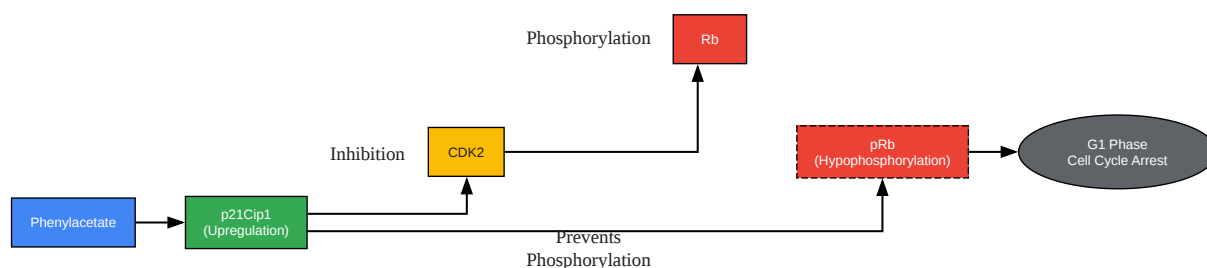 Phosphorylation
Rb
Inhibition
CDK2
pRb
(Hypophosphorylation)
G1 Phase
Cell Cycle Arrest
Phenylacetate
p21Cip1
(Upregulation)
Prevents
Phosphorylation